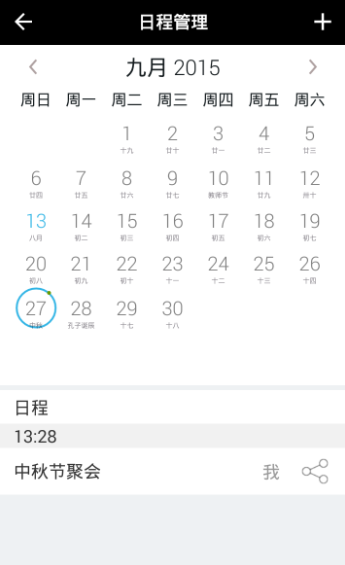 日程管理
九月 2015
周日 周一 周二 周三 周四 周五 周六
1 2 3 4 5
十九 廿十 廿一 廿二 廿三
6 7 8 9 10 11 12
廿四 廿五 廿六 廿七 教师节 廿九 卅十
13 14 15 16 17 18 19
八月 初二 初三 初四 初五 初六 初七
20 21 22 23 24 25 26
初八 初九 初十 十一 十二 十三 十四
27 28 29 30
中秋 孔子诞辰 十七 十八
日程
13:28
中秋节聚会 我